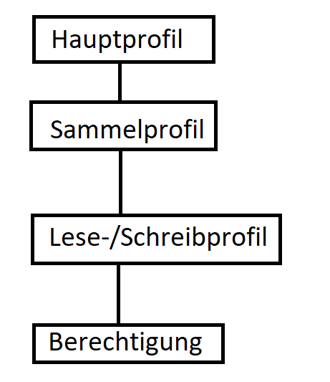 Hauptprofil
Sammelprofil
Lese-/Schreibprofil
Berechtigung